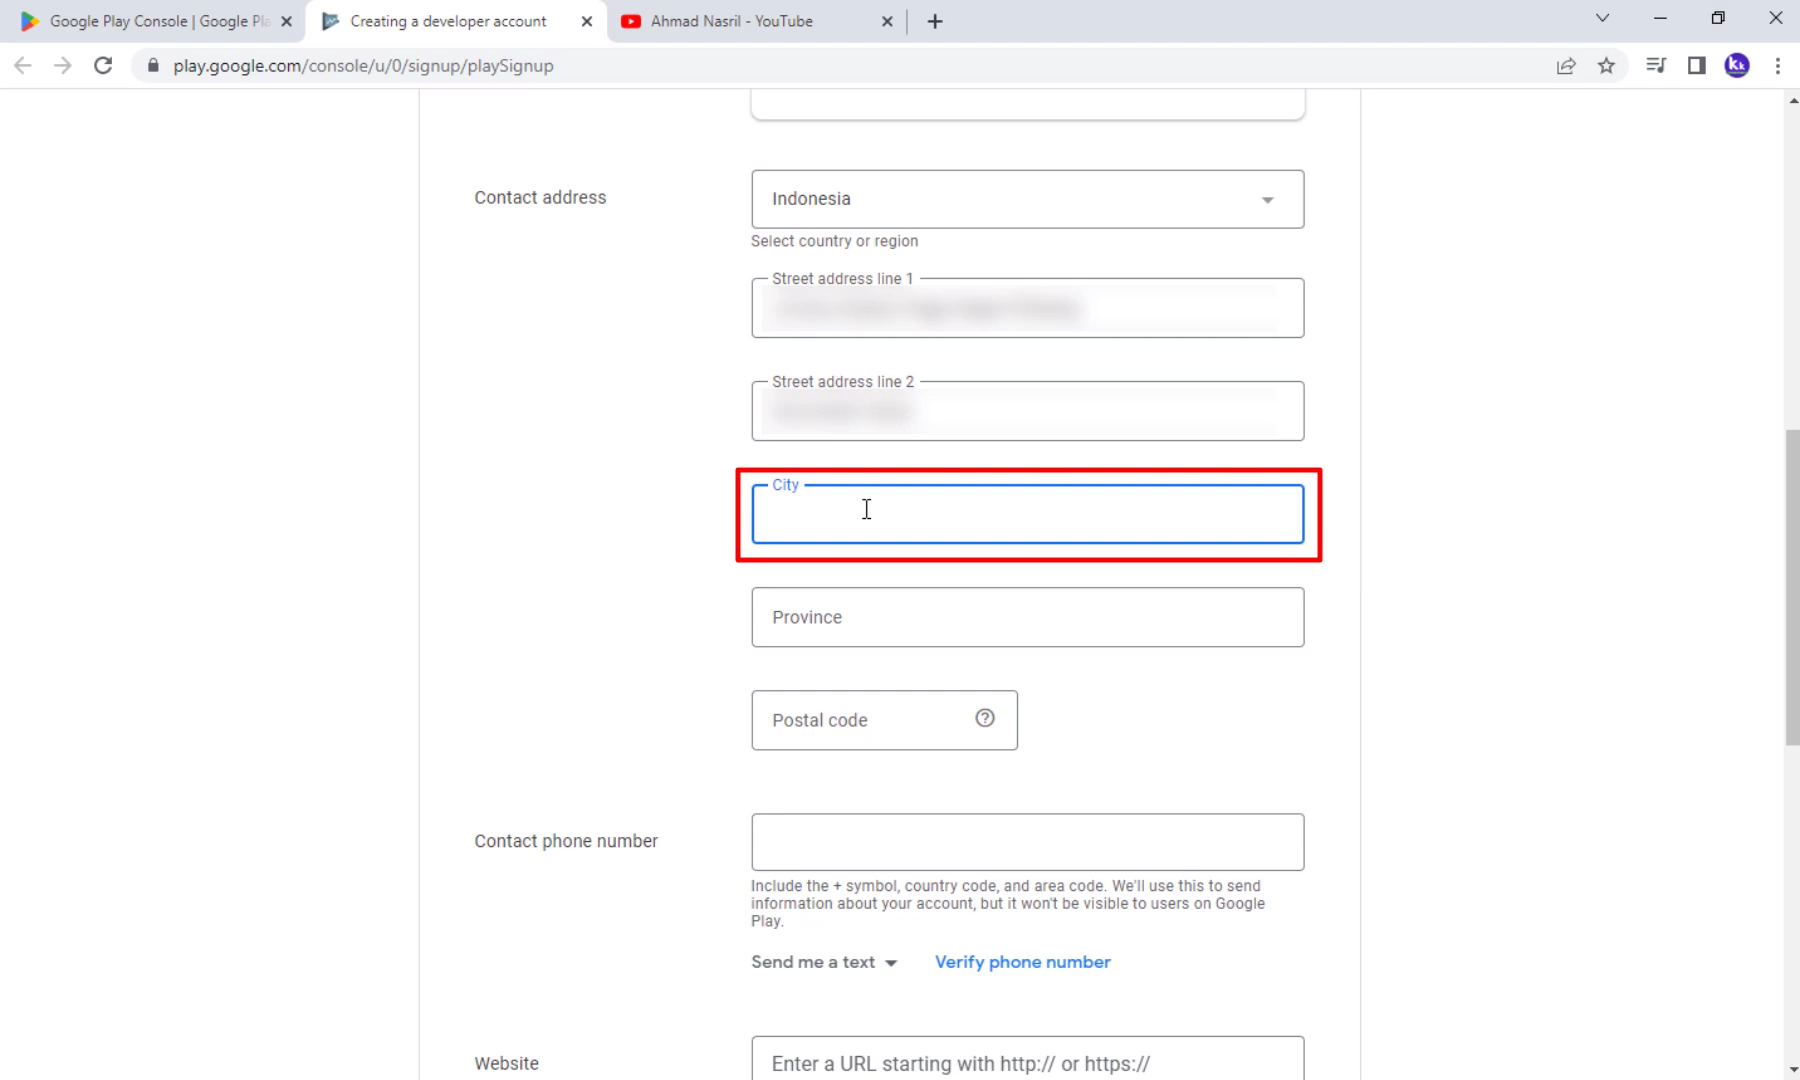 Google Play Console | Google Pla
Creating a developer account
Ahmad Nasril - YouTube
play.google.com/console/u/0/signup/playSignup
kk
Contact address
Indonesia
Select country or region
Street address line 1
Street address line 2
City
Province
Postal code
Contact phone number
Include the + symbol, country code, and area code. We'll use this to send
information about your account, but it won't be visible to users on Google
Play.
Send me a text
Verify phone number
Website
Enter a URL starting with http:// or https://